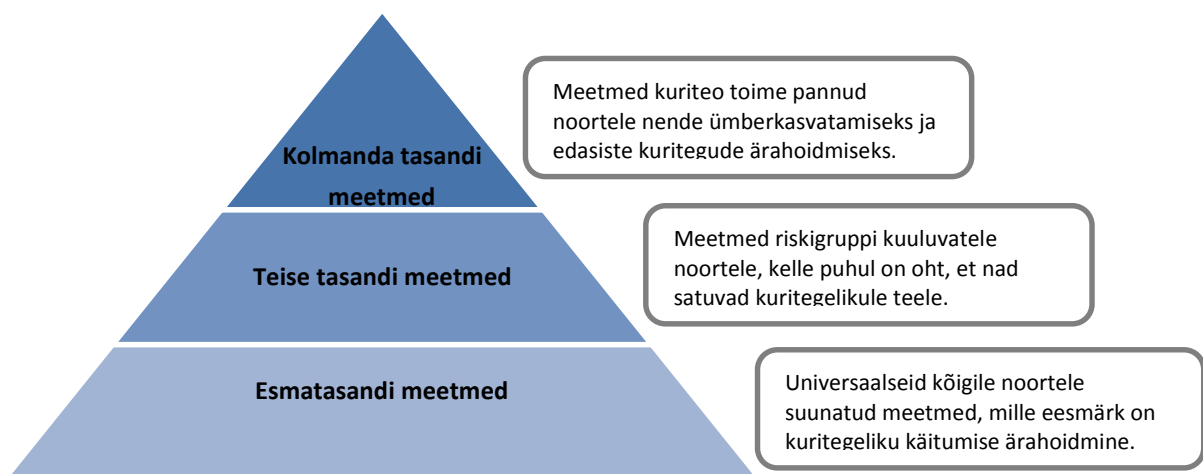 Meetmed kuriteo toime pannud
noortele nende ümberkasvatamiseks ja
edasiste kuritegude ärahoidmiseks.
Kolmanda tasandi
meetmed
Meetmed riskigruppi kuuluvatele
noortele, kelle puhul on oht, et nad
satuvad kuritegelikule teele.
Teise tasandi meetmed
Universaalseid kõigile noortele
suunatud meetmed, mille eesmärk on
kuritegeliku käitumise ärahoidmine.
Esmatasandi meetmed